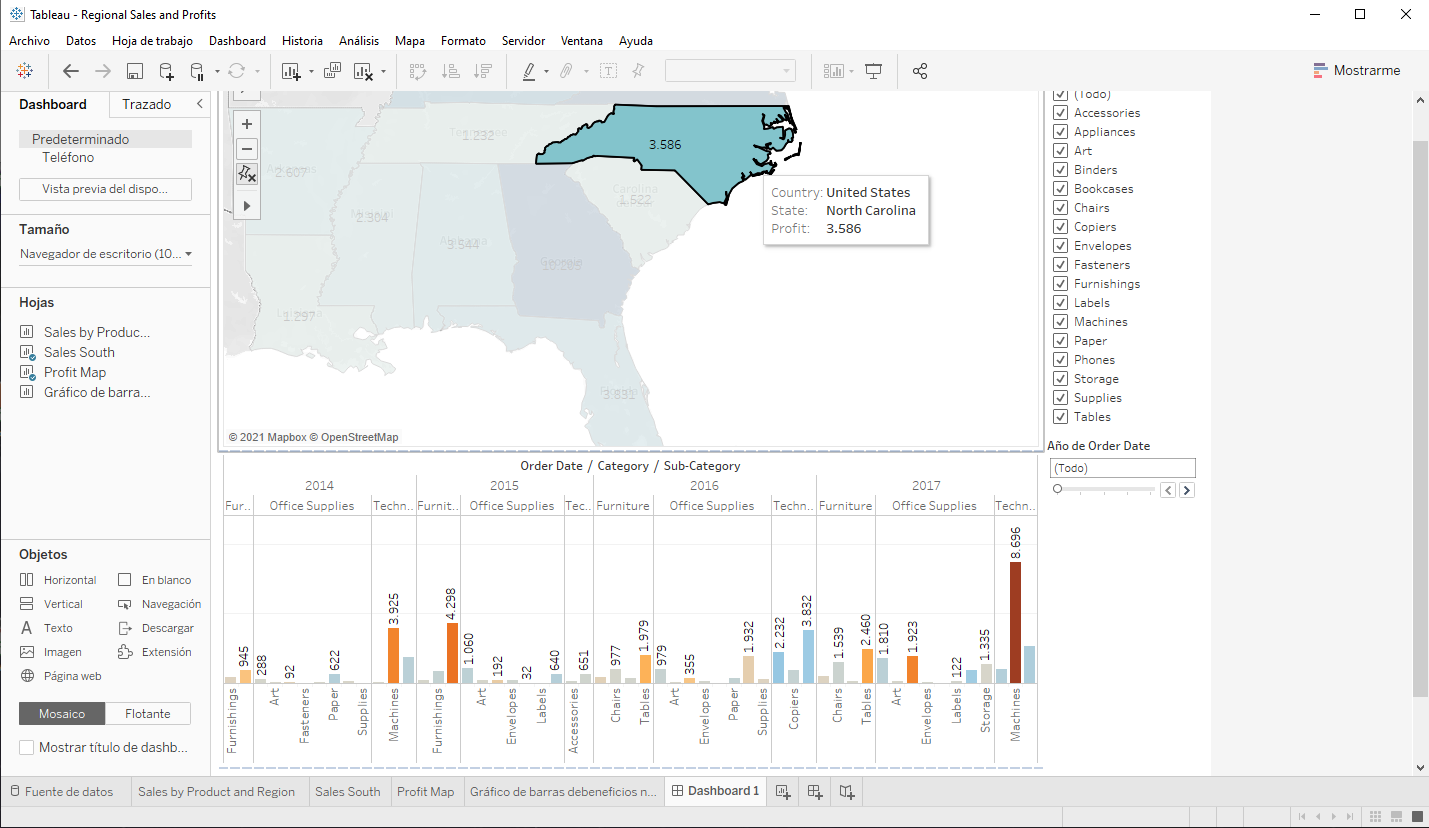 Tableau - Regional Sales and Profits
Archivo Datos Hoja de trabajo Dashboard Historia Análisis Mapa Formato Servidor Ventana Ayuda
Mostrarme
Dashboard Trazado
Predeterminado
Teléfono
Vista previa del dispo...
Tamaño
Navegador de escritorio (10...
Hojas
Sales by Produc...
Sales South
Profit Map
Gráfico de barra...
Objetos
Horizontal En blanco
Vertical Navegación
Texto Descargar
Imagen Extensión
Página web
Mosaico Flotante
Mostrar título de dashb...
1.232
3.586
2.607
Carolina
1.522
2.304
3.544
1.297
3.831
Country: United States
State: North Carolina
Profit: 3.586
© 2021 Mapbox © OpenStreetMap
(Todo)
Accessories
Appliances
Art
Binders
Bookcases
Chairs
Copiers
Envelopes
Fasteners
Furnishings
Labels
Machines
Paper
Phones
Storage
Supplies
Tables
Año de Order Date
(Todo)
Order Date / Category / Sub-Category
2014 2015 2016 2017
Fur.. Office Supplies Techn.. Furnit.. Office Supplies Tec.. Furniture Office Supplies Techn.. Furniture Office Supplies Techn..
945 288 92 622 3.925 4.298 1.060 192 32 640 651 977 1.979 979 355 1.932 2.232 3.832 1.539 2.460 1.810 1.923 122 1.335 8.696
Furnishings Art Fasteners Paper Supplies Machines Furnishings Art Envelopes Labels Accessories Chairs Tables Art Envelopes Paper Supplies Copiers Chairs Tables Art Envelopes Labels Storage Machines
Fuente de datos Sales by Product and Region Sales South Profit Map Gráfico de barras debeneficios n... Dashboard 1